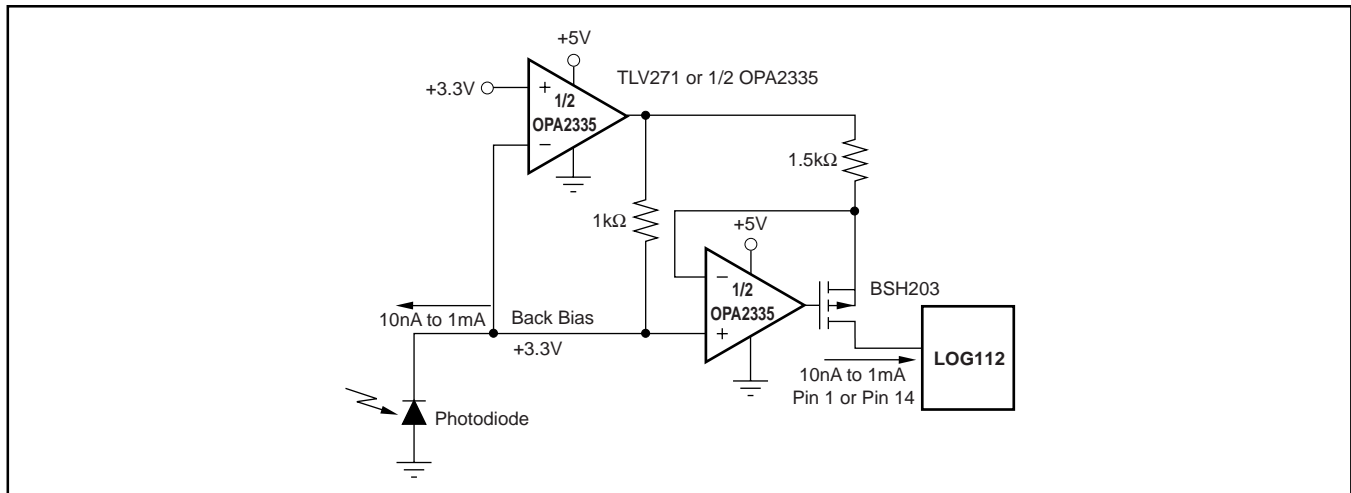 +5V
TLV271 or 1/2 OPA2335
+3.3V
+
1/2
OPA2335
−
1.5kΩ
1kΩ
+5V
−
1/2
OPA2335
+
BSH203
10nA to 1mA
Back Bias
+3.3V
LOG112
10nA to 1mA
Pin 1 or Pin 14
Photodiode